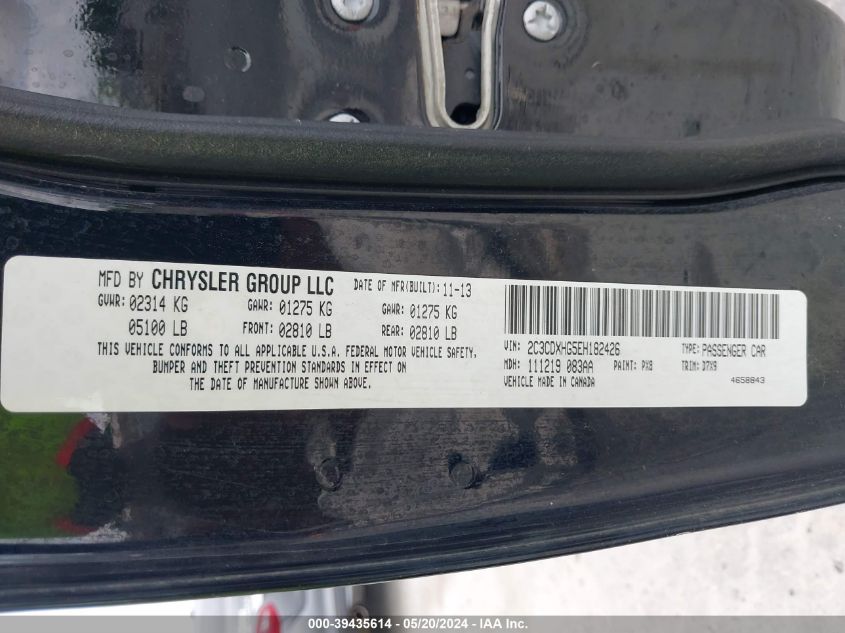 MFD BY CHRYSLER GROUP LLC DATE OF MFR(BUILT): 11-13
GVWR: 02314 KG GAWR: 01275 KG GAWR: 01275 KG
05100 LB FRONT: 02810 LB REAR: 02810 LB
THIS VEHICLE CONFORMS TO ALL APPLICABLE U.S.A. FEDERAL MOTOR VEHICLE SAFETY,
BUMPER AND THEFT PREVENTION STANDARDS IN EFFECT ON
THE DATE OF MANUFACTURE SHOWN ABOVE.
VIN: 2C3CDXHG5EH182426 TYPE: PASSENGER CAR
MDH: 111219 083AA PAINT: PX8 TRIM: D7X9
VEHICLE MADE IN CANADA 4658843
000-39435614 - 05/20/2024 - IAA Inc.